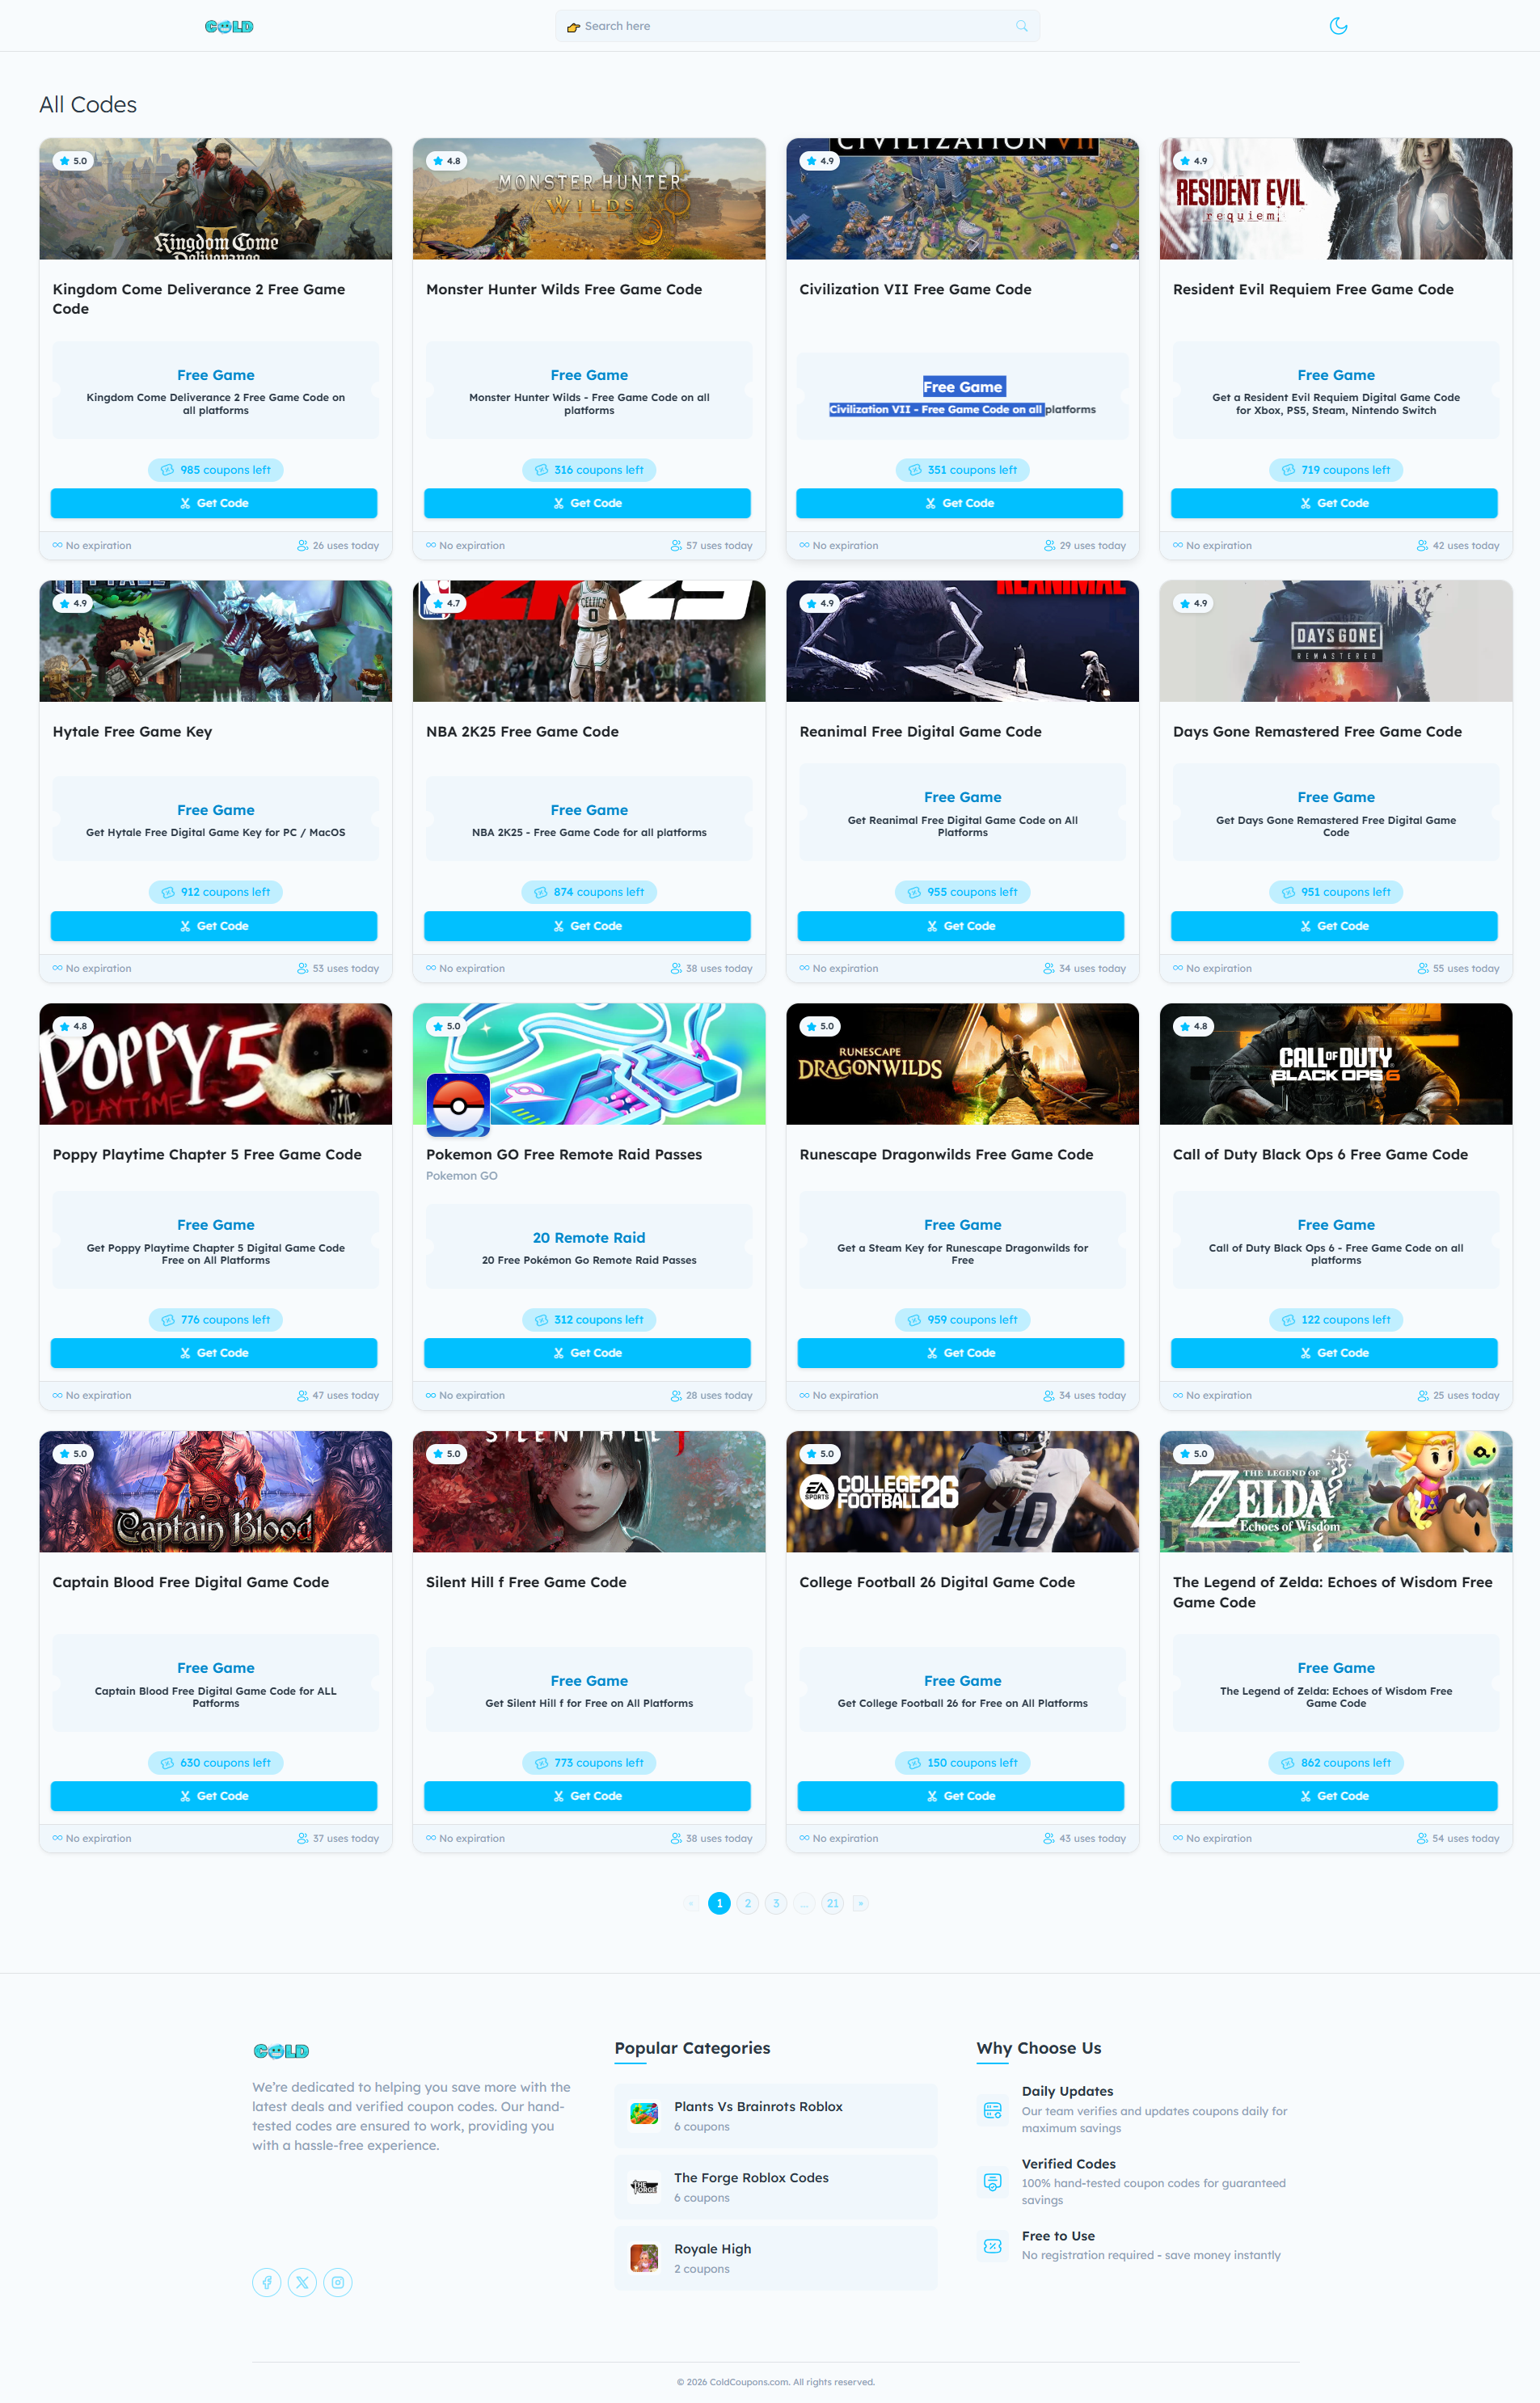 COLD
👉 Search here
All Codes
5.0
Kingdom Come
Deliverance
II
Kingdom Come Deliverance 2 Free Game
Code
Free Game
Kingdom Come Deliverance 2 Free Game Code on
all platforms
985 coupons left
Get Code
No expiration
26 uses today
4.8
MONSTER HUNTER
WILDS
Monster Hunter Wilds Free Game Code
Free Game
Monster Hunter Wilds - Free Game Code on all
platforms
316 coupons left
Get Code
No expiration
57 uses today
CIVILIZATION VII
4.9
Civilization VII Free Game Code
Free Game
Civilization VII - Free Game Code on all platforms
351 coupons left
Get Code
No expiration
29 uses today
4.9
RESIDENT EVIL
requiem
Resident Evil Requiem Free Game Code
Free Game
Get a Resident Evil Requiem Digital Game Code
for Xbox, PS5, Steam, Nintendo Switch
719 coupons left
Get Code
No expiration
42 uses today
4.9
Hytale Free Game Key
Free Game
Get Hytale Free Digital Game Key for PC / MacOS
912 coupons left
Get Code
No expiration
53 uses today
2K25
4.7
CELTICS
0
NBA 2K25 Free Game Code
Free Game
NBA 2K25 - Free Game Code for all platforms
874 coupons left
Get Code
No expiration
38 uses today
REANIMAL
4.9
Reanimal Free Digital Game Code
Free Game
Get Reanimal Free Digital Game Code on All
Platforms
955 coupons left
Get Code
No expiration
34 uses today
4.9
DAYS GONE
REMASTERED
Days Gone Remastered Free Game Code
Free Game
Get Days Gone Remastered Free Digital Game
Code
951 coupons left
Get Code
No expiration
55 uses today
4.8
POPPY 5
PLAYTIME
Poppy Playtime Chapter 5 Free Game Code
Free Game
Get Poppy Playtime Chapter 5 Digital Game Code
Free on All Platforms
776 coupons left
Get Code
No expiration
47 uses today
5.0
Pokemon GO Free Remote Raid Passes
Pokemon GO
20 Remote Raid
20 Free Pokémon Go Remote Raid Passes
312 coupons left
Get Code
No expiration
28 uses today
5.0
RUNESCAPE
DRAGONWILDS
Runescape Dragonwilds Free Game Code
Free Game
Get a Steam Key for Runescape Dragonwilds for
Free
959 coupons left
Get Code
No expiration
34 uses today
4.8
CALL OF DUTY
BLACK OPS 6
Call of Duty Black Ops 6 Free Game Code
Free Game
Call of Duty Black Ops 6 - Free Game Code on all
platforms
122 coupons left
Get Code
No expiration
25 uses today
5.0
Captain Blood
Captain Blood Free Digital Game Code
Free Game
Captain Blood Free Digital Game Code for ALL
Patforms
630 coupons left
Get Code
No expiration
37 uses today
SILENT HILL f
5.0
Silent Hill f Free Game Code
Free Game
Get Silent Hill f for Free on All Platforms
773 coupons left
Get Code
No expiration
38 uses today
5.0
EA
SPORTS
COLLEGE
FOOTBALL 26
10
College Football 26 Digital Game Code
Free Game
Get College Football 26 for Free on All Platforms
150 coupons left
Get Code
No expiration
43 uses today
5.0
THE LEGEND OF
ZELDA
Echoes of Wisdom
The Legend of Zelda: Echoes of Wisdom Free
Game Code
Free Game
The Legend of Zelda: Echoes of Wisdom Free
Game Code
862 coupons left
Get Code
No expiration
54 uses today
« 1 2 3 ... 21 »
COLD
We're dedicated to helping you save more with the
latest deals and verified coupon codes. Our hand-
tested codes are ensured to work, providing you
with a hassle-free experience.
Popular Categories
Plants Vs Brainrots Roblox
6 coupons
THE FORGE
The Forge Roblox Codes
6 coupons
Royale High
2 coupons
Why Choose Us
Daily Updates
Our team verifies and updates coupons daily for
maximum savings
Verified Codes
100% hand-tested coupon codes for guaranteed
savings
Free to Use
No registration required - save money instantly
© 2026 ColdCoupons.com. All rights reserved.